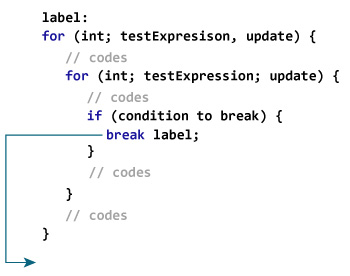 label:
for (int; testExpresison, update) {
// codes
for (int; testExpression; update) {
// codes
if (condition to break) {
break label;
}
// codes
}
// codes
}